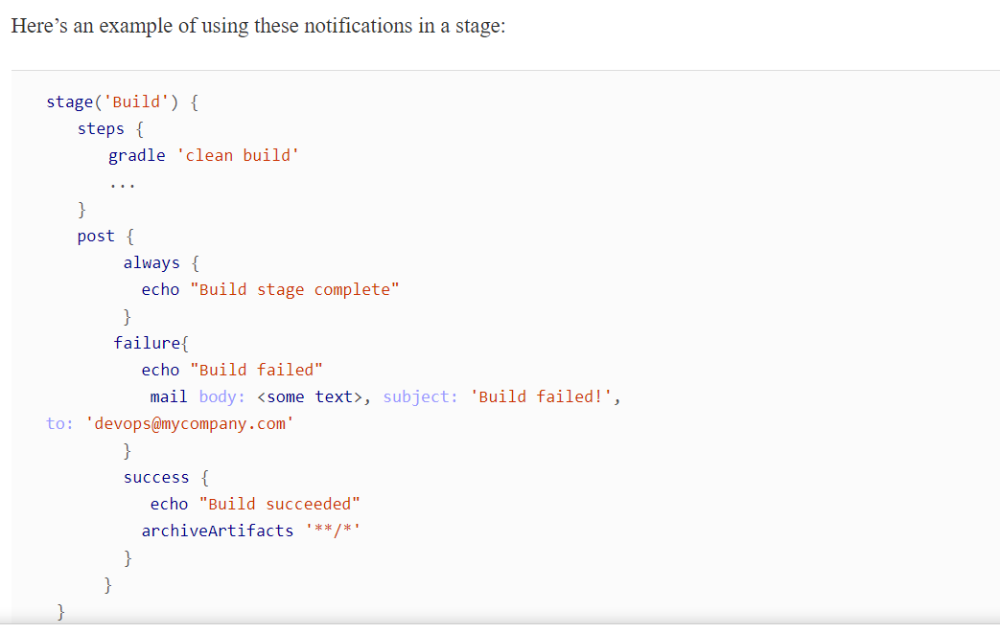 Here’s an example of using these notifications in a stage:
stage('Build') {
steps {
gradle 'clean build'
...
}
post {
always {
echo "Build stage complete"
}
failure{
echo "Build failed"
mail body: <some text>, subject: 'Build failed!',
to: 'devops@mycompany.com'
}
success {
echo "Build succeeded"
archiveArtifacts '**/*'
}
}
}